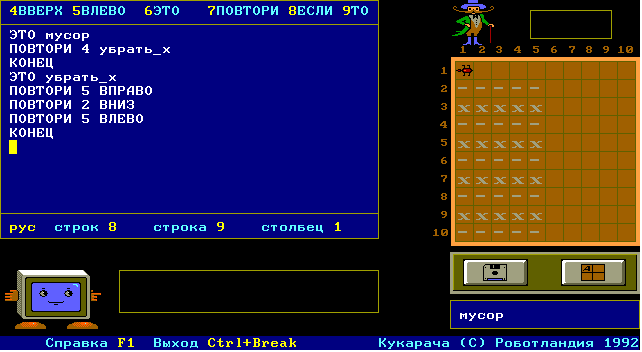 4ВВЕРХ 5ВЛЕВО 6ЭТО 7ПОВТОРИ 8ЕСЛИ 9ТО
ЭТО мусор
ПОВТОРИ 4 убрать_х
КОНЕЦ
ЭТО убрать_х
ПОВТОРИ 5 ВПРАВО
ПОВТОРИ 2 ВНИЗ
ПОВТОРИ 5 ВЛЕВО
КОНЕЦ
рус строк 8 строка 9 столбец 1
1 2 3 4 5 6 7 8 9 10
1
2 — — — — —
3 х х х х х
4 — — — — —
5 х х х х х
6 — — — — —
7 х х х х х
8 — — — — —
9 х х х х х
10 — — — — —
4
мусор
Справка F1 Выход Ctrl+Break Кукарача (C) Роботландия 1992